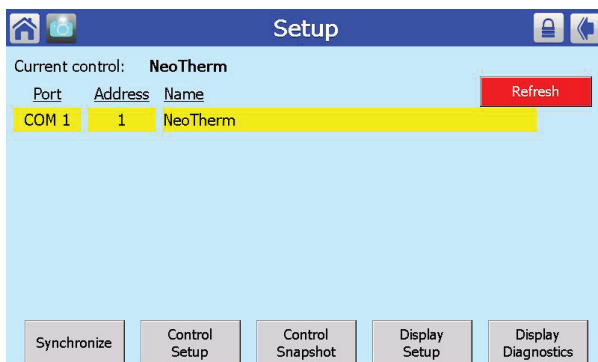 Setup
Current control: NeoTherm
Port Address Name
Refresh
COM 1 1 NeoTherm
Synchronize
Control
Setup
Control
Snapshot
Display
Setup
Display
Diagnostics